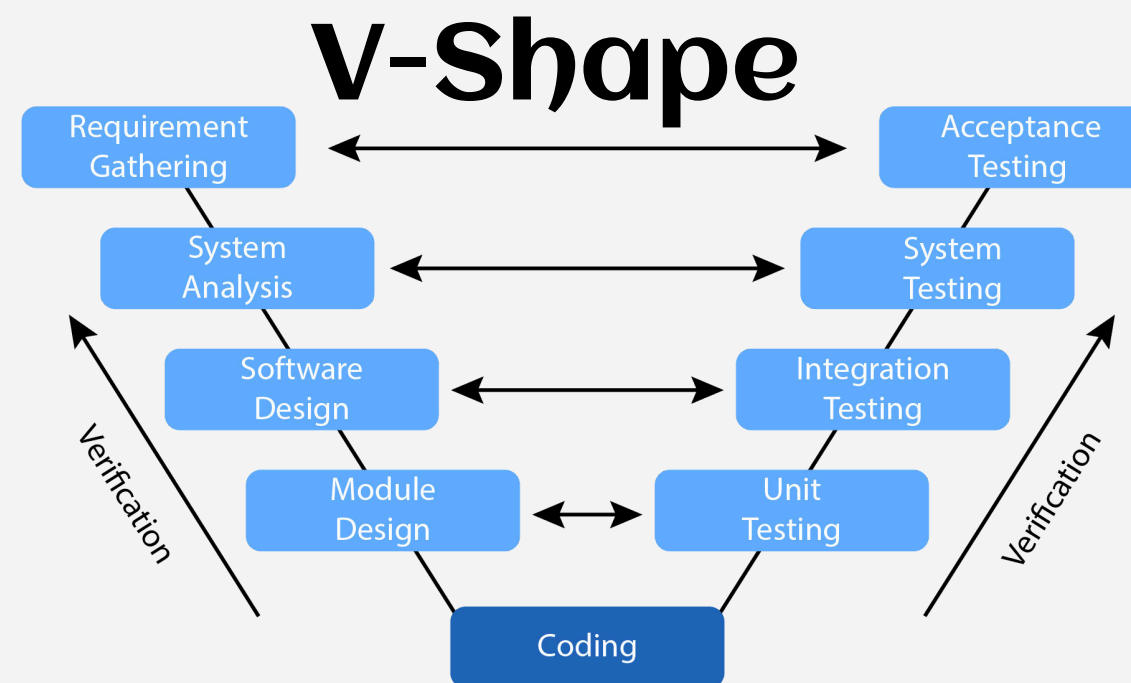 V-Shape
Requirement
Gathering
Acceptance
Testing
System
Analysis
System
Testing
Software
Design
Integration
Testing
Verification
Verification
Module
Design
Unit
Testing
Coding